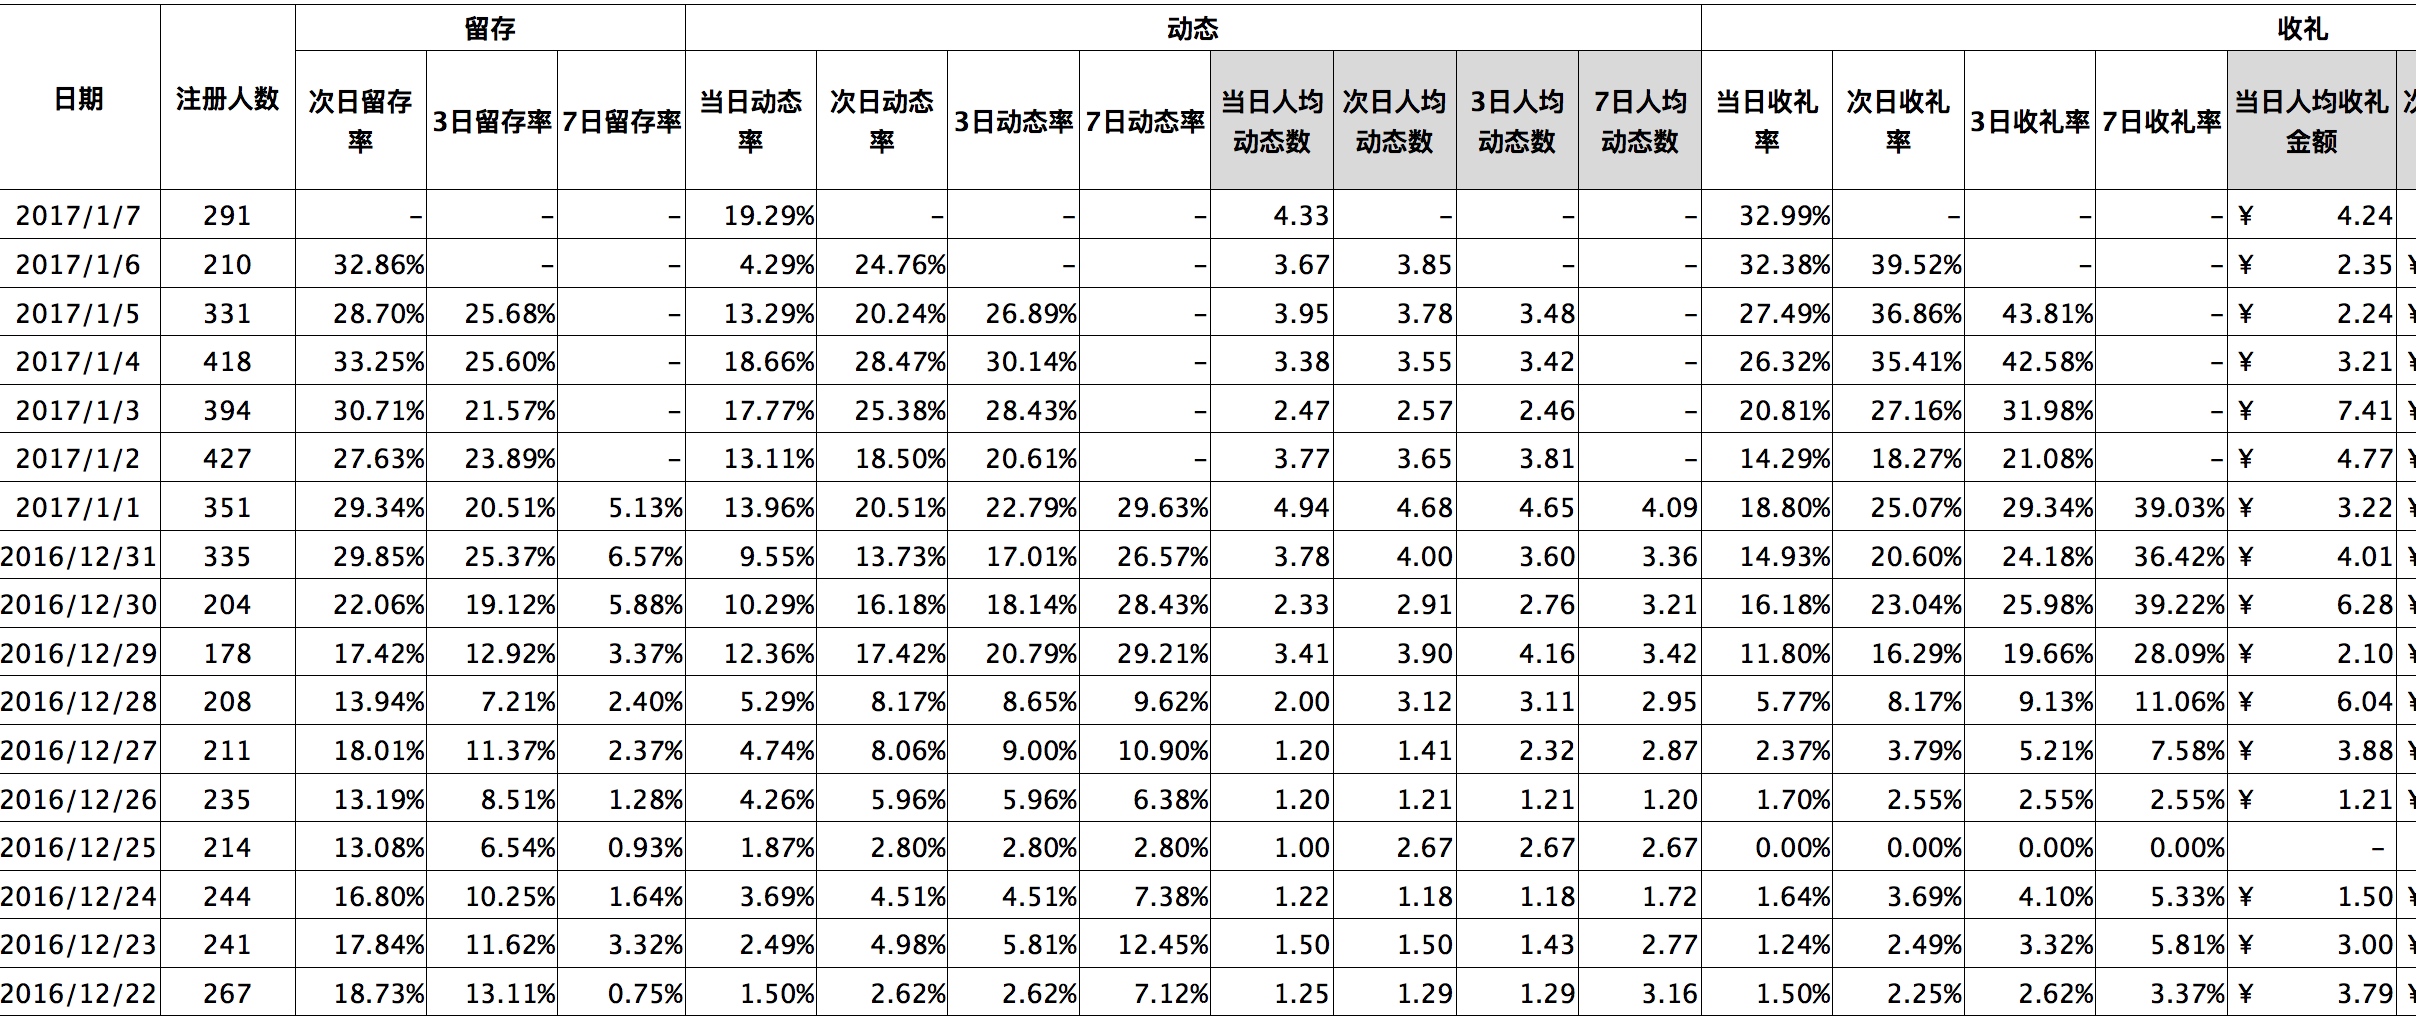 留存 动态 收礼
日期 注册人数 次日留存率 3日留存率 7日留存率 当日动态率 次日动态率 3日动态率 7日动态率 当日人均动态数 次日人均动态数 3日人均动态数 7日人均动态数 当日收礼率 次日收礼率 3日收礼率 7日收礼率 当日人均收礼金额
2017/1/7 291 – – – 19.29% – – – 4.33 – – – 32.99% – – – ¥ 4.24
2017/1/6 210 32.86% – – 4.29% 24.76% – – 3.67 3.85 – – 32.38% 39.52% – – ¥ 2.35 ¥
2017/1/5 331 28.70% 25.68% – 13.29% 20.24% 26.89% – 3.95 3.78 3.48 – 27.49% 36.86% 43.81% – ¥ 2.24 ¥
2017/1/4 418 33.25% 25.60% – 18.66% 28.47% 30.14% – 3.38 3.55 3.42 – 26.32% 35.41% 42.58% – ¥ 3.21 ¥
2017/1/3 394 30.71% 21.57% – 17.77% 25.38% 28.43% – 2.47 2.57 2.46 – 20.81% 27.16% 31.98% – ¥ 7.41 ¥
2017/1/2 427 27.63% 23.89% – 13.11% 18.50% 20.61% – 3.77 3.65 3.81 – 14.29% 18.27% 21.08% – ¥ 4.77 ¥
2017/1/1 351 29.34% 20.51% 5.13% 13.96% 20.51% 22.79% 29.63% 4.94 4.68 4.65 4.09 18.80% 25.07% 29.34% 39.03% ¥ 3.22 ¥
2016/12/31 335 29.85% 25.37% 6.57% 9.55% 13.73% 17.01% 26.57% 3.78 4.00 3.60 3.36 14.93% 20.60% 24.18% 36.42% ¥ 4.01 ¥
2016/12/30 204 22.06% 19.12% 5.88% 10.29% 16.18% 18.14% 28.43% 2.33 2.91 2.76 3.21 16.18% 23.04% 25.98% 39.22% ¥ 6.28 ¥
2016/12/29 178 17.42% 12.92% 3.37% 12.36% 17.42% 20.79% 29.21% 3.41 3.90 4.16 3.42 11.80% 16.29% 19.66% 28.09% ¥ 2.10 ¥
2016/12/28 208 13.94% 7.21% 2.40% 5.29% 8.17% 8.65% 9.62% 2.00 3.12 3.11 2.95 5.77% 8.17% 9.13% 11.06% ¥ 6.04 ¥
2016/12/27 211 18.01% 11.37% 2.37% 4.74% 8.06% 9.00% 10.90% 1.20 1.41 2.32 2.87 2.37% 3.79% 5.21% 7.58% ¥ 3.88 ¥
2016/12/26 235 13.19% 8.51% 1.28% 4.26% 5.96% 5.96% 6.38% 1.20 1.21 1.21 1.20 1.70% 2.55% 2.55% 2.55% ¥ 1.21 ¥
2016/12/25 214 13.08% 6.54% 0.93% 1.87% 2.80% 2.80% 2.80% 1.00 2.67 2.67 2.67 0.00% 0.00% 0.00% 0.00% –
2016/12/24 244 16.80% 10.25% 1.64% 3.69% 4.51% 4.51% 7.38% 1.22 1.18 1.18 1.72 1.64% 3.69% 4.10% 5.33% ¥ 1.50 ¥
2016/12/23 241 17.84% 11.62% 3.32% 2.49% 4.98% 5.81% 12.45% 1.50 1.50 1.43 2.77 1.24% 2.49% 3.32% 5.81% ¥ 3.00 ¥
2016/12/22 267 18.73% 13.11% 0.75% 1.50% 2.62% 2.62% 7.12% 1.25 1.29 1.29 3.16 1.50% 2.25% 2.62% 3.37% ¥ 3.79 ¥